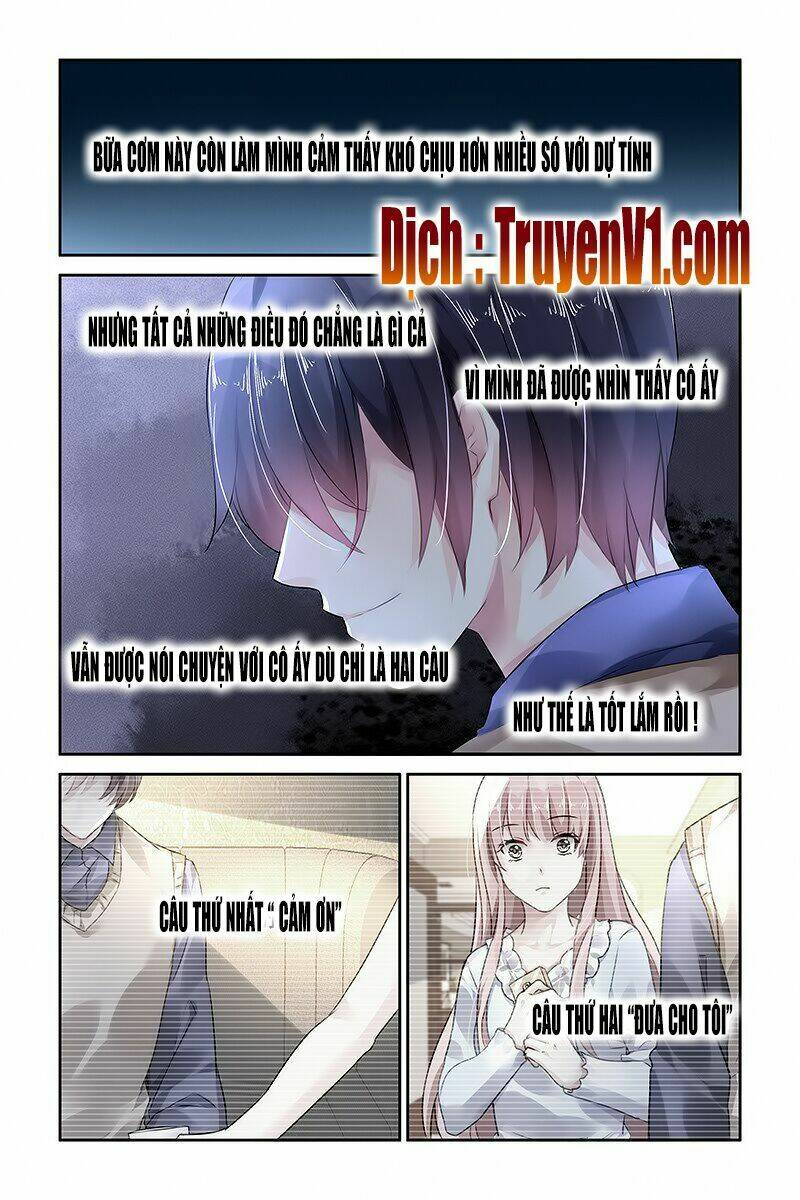 BỮA CƠM NÀY CÒN LÀM MÌNH CẢM THẤY KHÓ CHỊU HƠN NHIỀU SÓ VỚI DỰ TÍNH
Dịch : TruyenV1.com
NHƯNG TẤT CẢ NHỮNG ĐIỀU ĐÓ CHẲNG LÀ GÌ CẢ
VÌ MÌNH ĐÃ ĐƯỢC NHÌN THẤY CÔ ẤY
VẪN ĐƯỢC NÓI CHUYỆN VỚI CÔ ẤY DÙ CHỈ LÀ HAI CÂU
NHƯ THẾ LÀ TỐT LẮM RỒI !
CÂU THỨ NHẤT “ CẢM ƠN”
CÂU THỨ HAI “ĐƯA CHO TÔI”